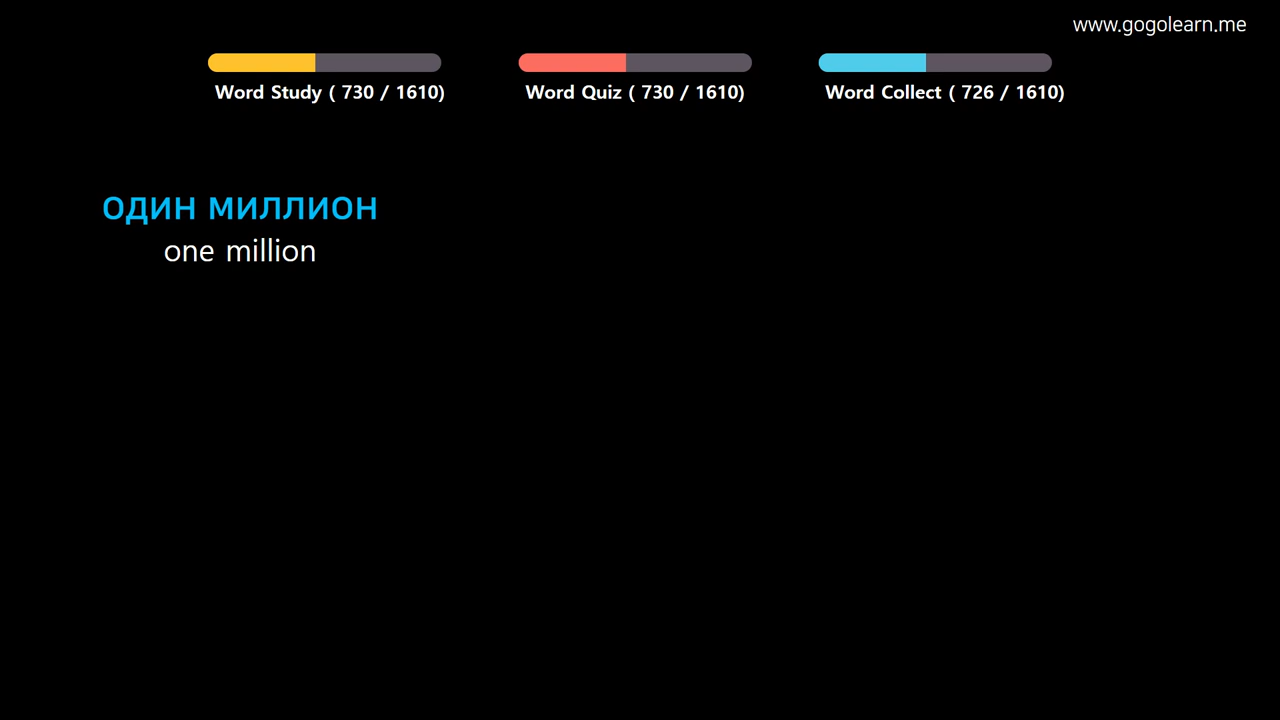 www.gogolearn.me
Word Study ( 730 / 1610)
Word Quiz ( 730 / 1610)
Word Collect ( 726 / 1610)
один миллион
one million